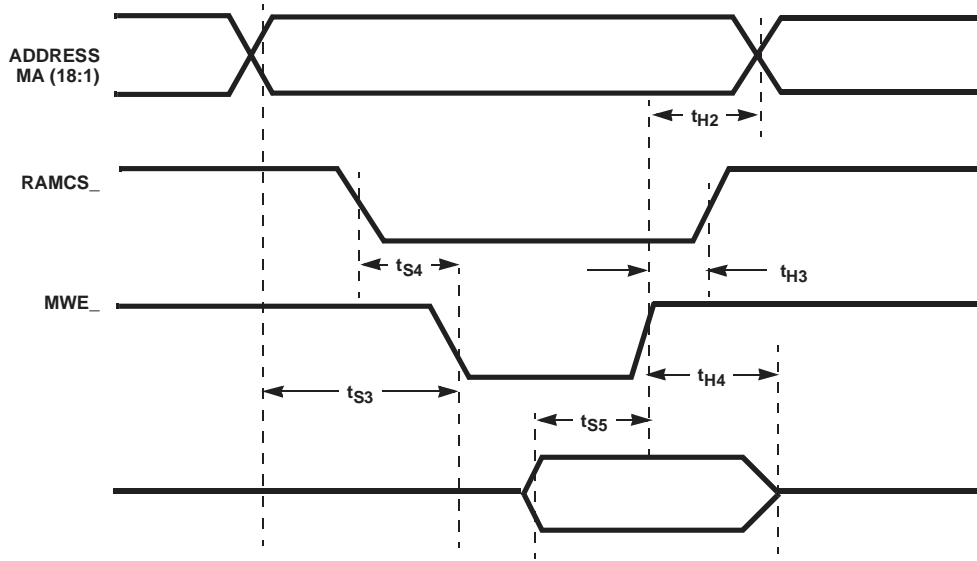 ADDRESS
MA (18:1)
tH2
RAMCS_
tS4
tH3
MWE_
tS3
tH4
tS5